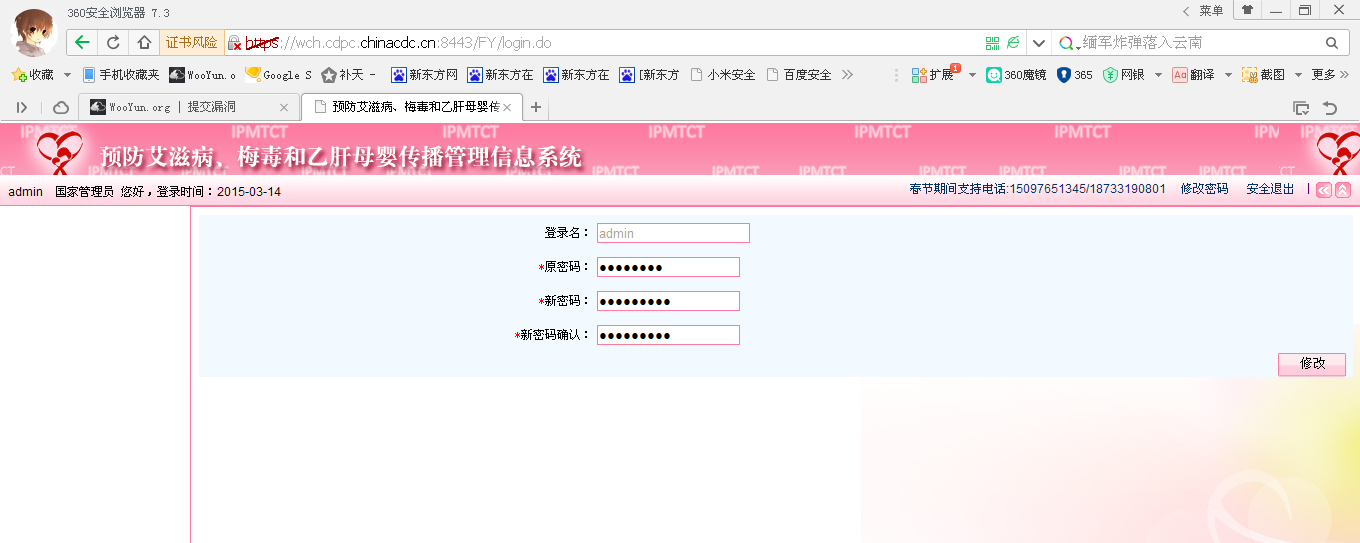 360安全浏览器 7.3
菜单
证书风险 https://wch.cdpc.chinacdc.cn:8443/FY/login.do
缅军炸弹落入云南
收藏 手机收藏夹 WooYun.o Google S 补天 - 新东方网 新东方在 新东方在 [新东方 小米安全 百度安全 扩展 1 360魔镜 365 网银 Aa 翻译 截图 更多
WooYun.org | 提交漏洞 预防艾滋病、梅毒和乙肝母婴传
IPMTCT IPMTCT IPMTCT IPMTCT IPMTCT IPMTCT IPM IPMTCT
预防艾滋病、梅毒和乙肝母婴传播管理信息系统
IPMTCT IPMTCT IPMTCT IPMTCT CT
admin 国家管理员 您好，登录时间：2015-03-14
春节期间支持电话:15097651345/18733190801 修改密码 安全退出
登录名： admin
*原密码： ●●●●●●●●
*新密码： ●●●●●●●●●
*新密码确认： ●●●●●●●●●
修改